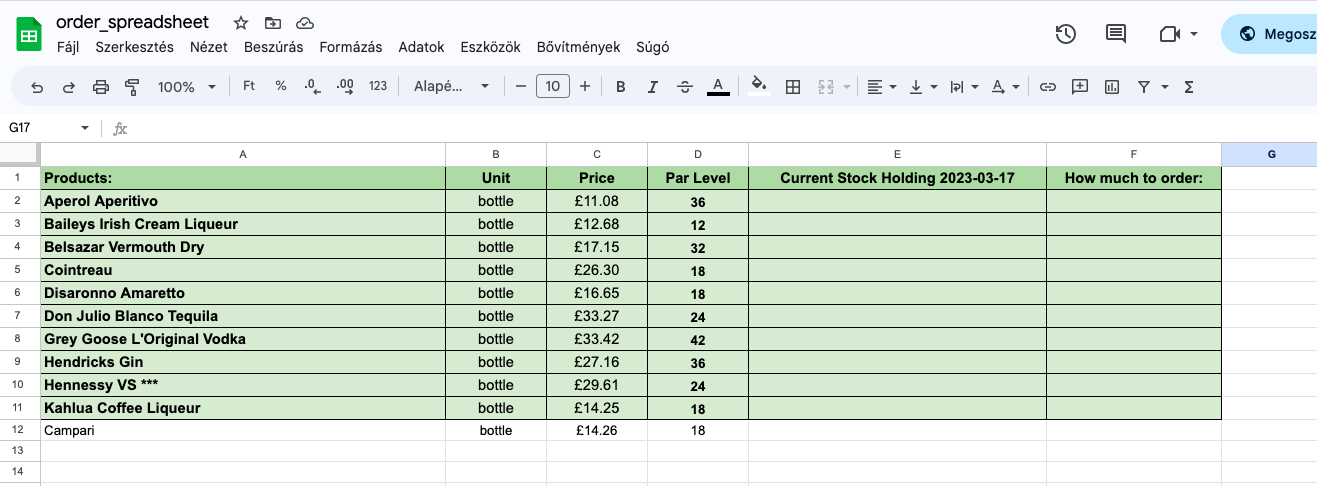 order_spreadsheet
Fájl Szerkesztés Nézet Beszúrás Formázás Adatok Eszközök Bővítmények Súgó
Megosz
100% Ft % .0 .00 123 Alapé... 10 B I S A A Σ
G17 fx
A B C D E F G
1 Products: Unit Price Par Level Current Stock Holding 2023-03-17 How much to order:
2 Aperol Aperitivo bottle £11.08 36
3 Baileys Irish Cream Liqueur bottle £12.68 12
4 Belsazar Vermouth Dry bottle £17.15 32
5 Cointreau bottle £26.30 18
6 Disaronno Amaretto bottle £16.65 18
7 Don Julio Blanco Tequila bottle £33.27 24
8 Grey Goose L'Original Vodka bottle £33.42 42
9 Hendricks Gin bottle £27.16 36
10 Hennessy VS *** bottle £29.61 24
11 Kahlua Coffee Liqueur bottle £14.25 18
12 Campari bottle £14.26 18
13
14